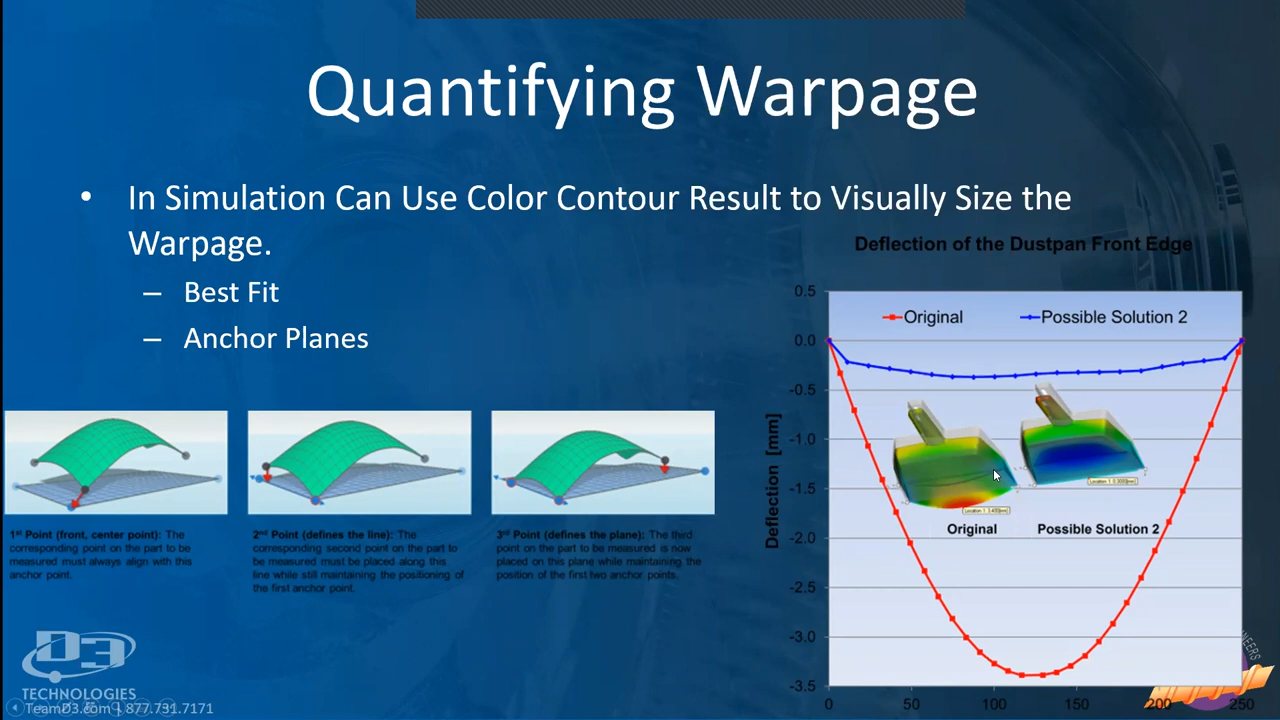 Quantifying Warpage
• In Simulation Can Use Color Contour Result to Visually Size the
Warpage.
– Best Fit
– Anchor Planes
1st Point (front, center point): The
corresponding point on the part to be
measured must always align with this
anchor point.
2nd Point (defines the line): The
corresponding second point on the part to
be measured must be placed along this
line while still maintaining the positioning of
the first anchor point.
3rd Point (defines the plane): The third
point on the part to be measured is now
placed on this plane while maintaining the
position of the first two anchor points.
Deflection of the Dustpan Front Edge
Original
Possible Solution 2
0.5
0.0
-0.5
-1.0
-1.5
-2.0
-2.5
-3.0
-3.5
Deflection [mm]
Original
Possible Solution 2
0
50
100
150
200
250
D3
TECHNOLOGIES
TeamD3.com | 877.731.7171